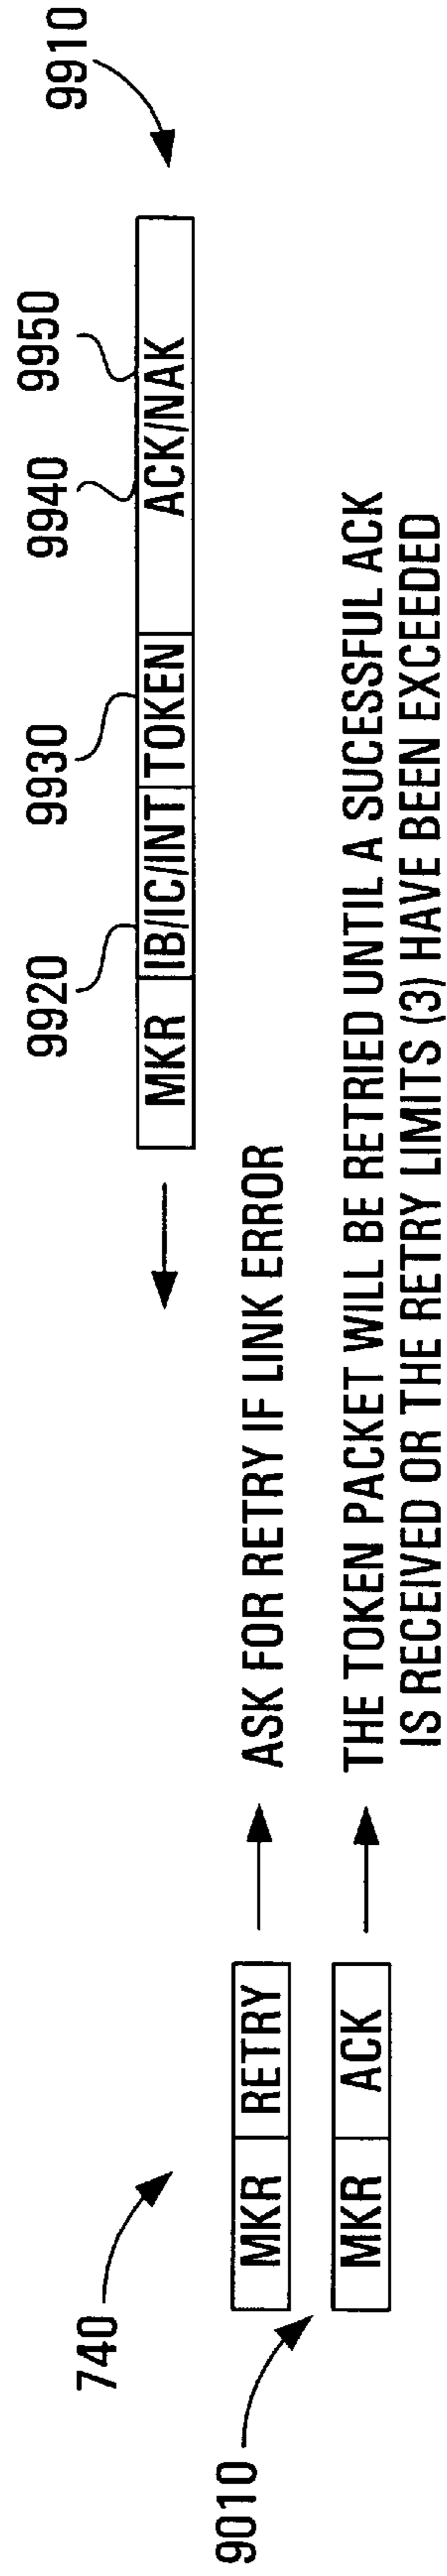 9910
9920 9930 9940 9950
MKR IB/IC/INT TOKEN ACK/NAK
740
MKR RETRY ASK FOR RETRY IF LINK ERROR
9010
MKR ACK THE TOKEN PACKET WILL BE RETRIED UNTIL A SUCESSFUL ACK
IS RECEIVED OR THE RETRY LIMITS (3) HAVE BEEN EXCEEDED